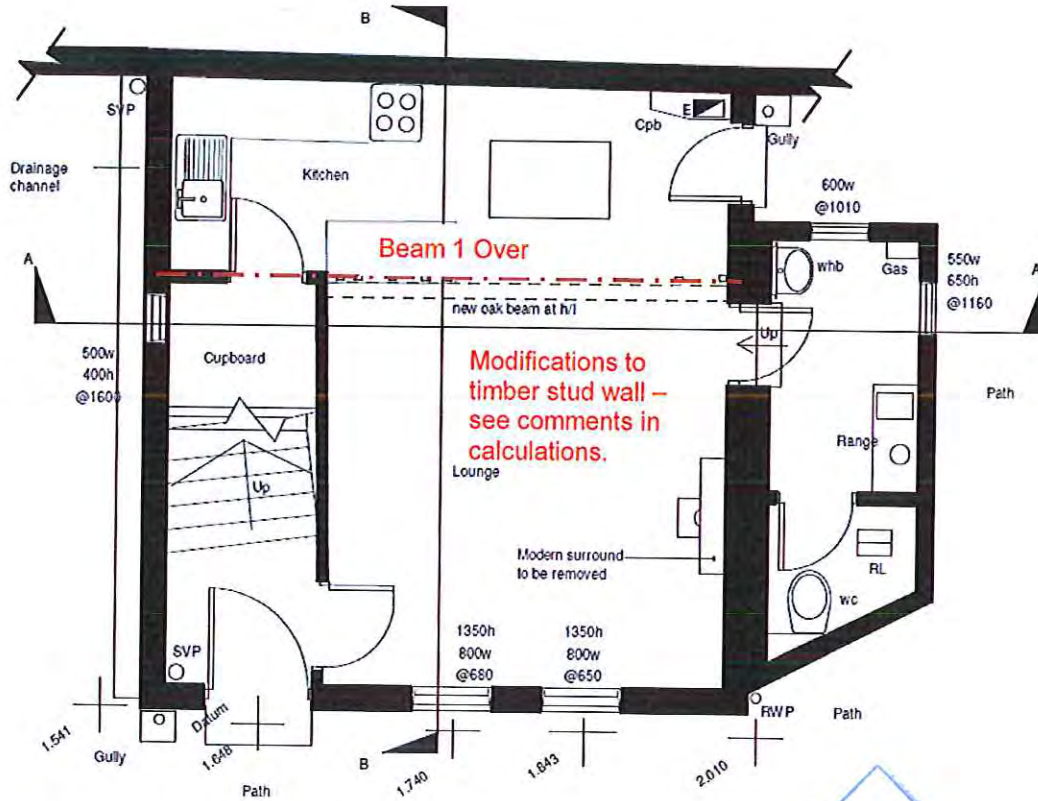 B
SVP
E
Cpb
Gully
Drainage
channel
Kitchen
600w
@1010
Beam 1 Over
whb
Gas
550w
650h
@1160
A
A
new oak beam at h/l
Up
500w
400h
@1600
Cupboard
Modifications to
timber stud wall –
see comments in
calculations.
Path
Range
Lounge
Up
Modern surround
to be removed
RL
wc
1350h
800w
@680
1350h
800w
@650
SVP
RWP
Path
Datum
1.541
Gully
1.648
Path
B
1.740
1.843
2.010